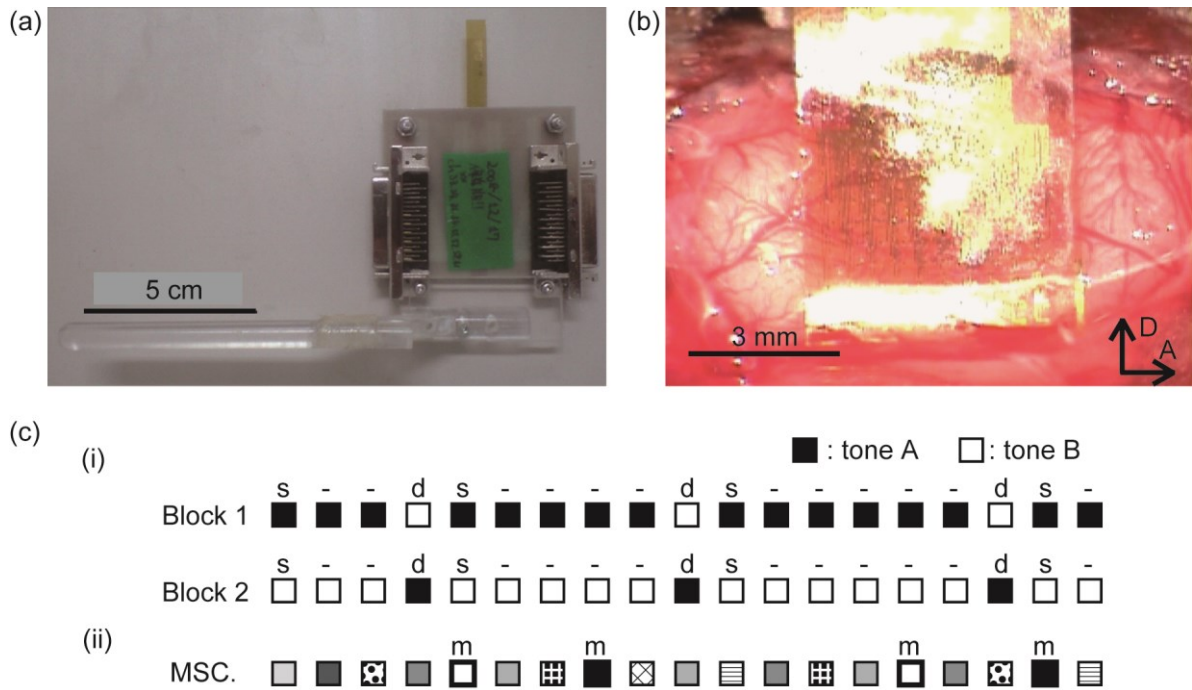 (a)
5 cm
(b)
3 mm
D
A
(c)
(i)
■ : tone A □ : tone B
s - - d s - - - - d s - - - - - d s -
Block 1
s - - d s - - - - d s - - - - - d s -
Block 2
(ii)
m m m m
MSC.